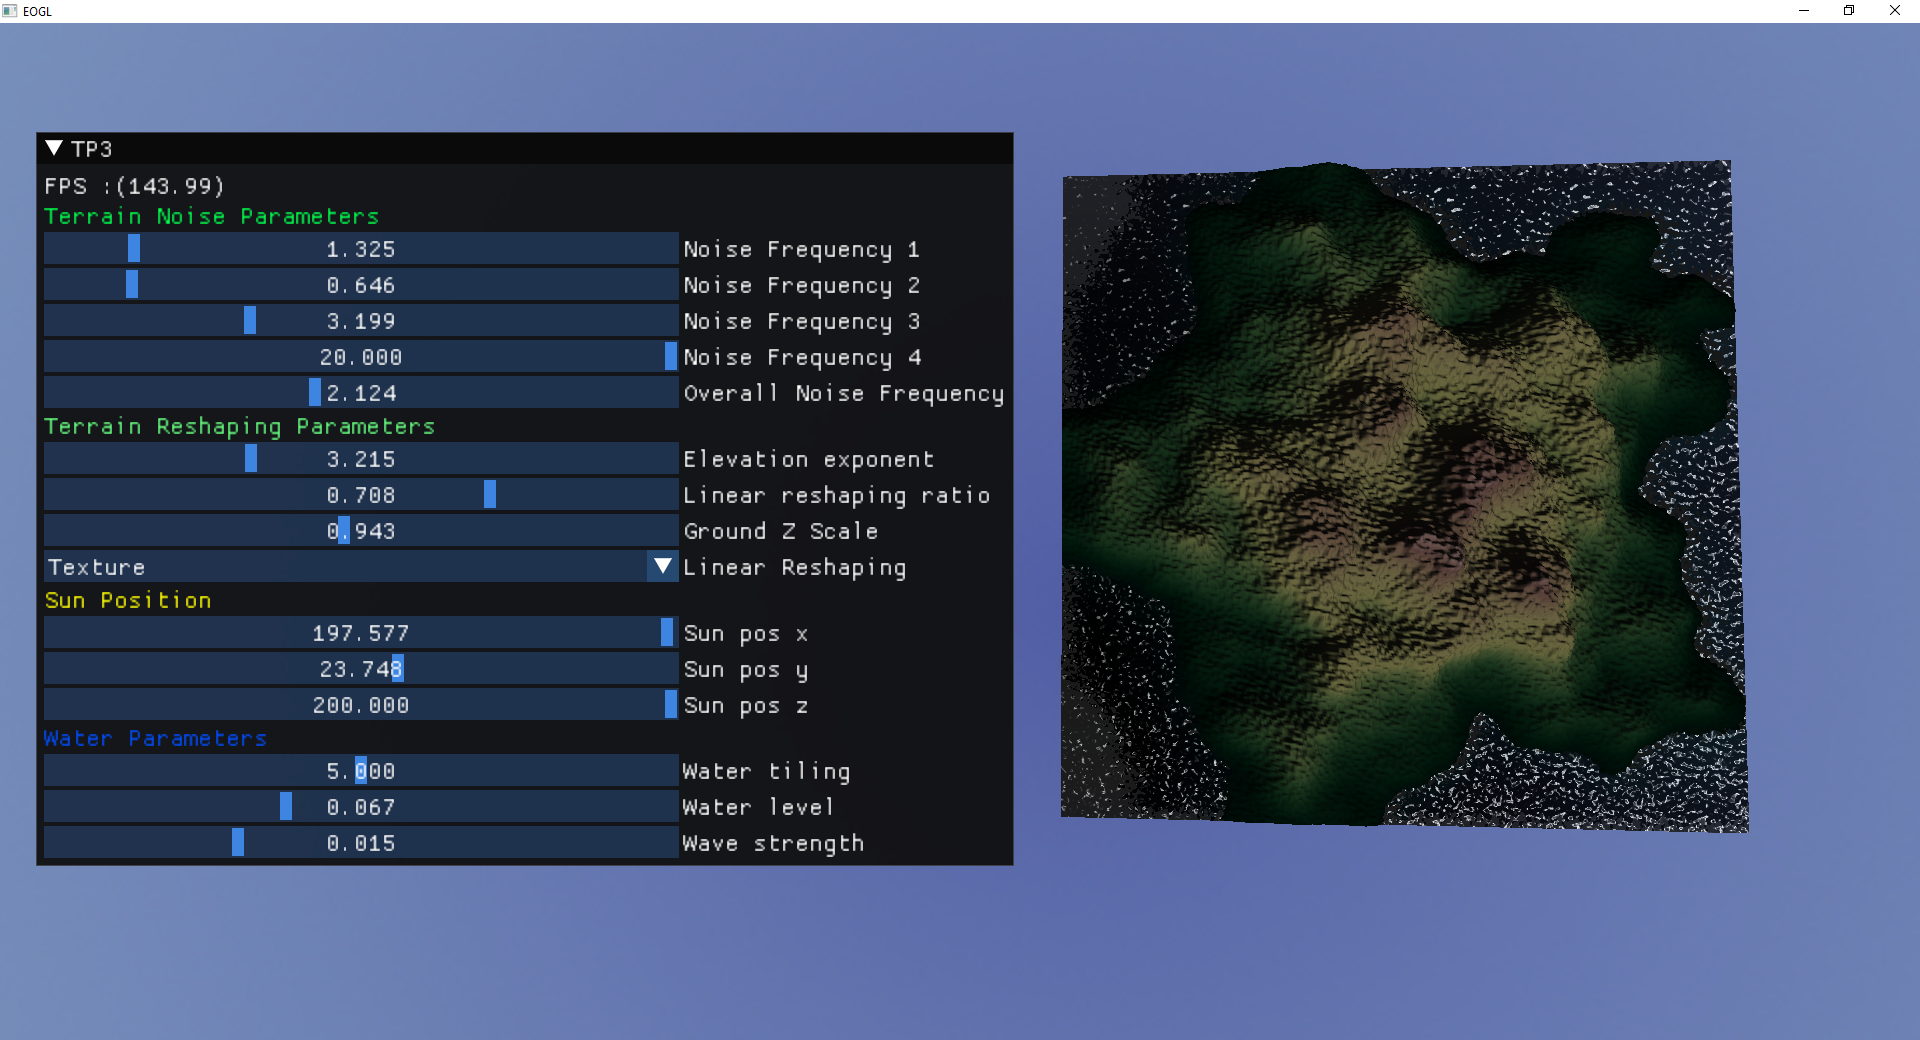 EOGL
TP3
FPS :(143.99)
Terrain Noise Parameters
1.325 Noise Frequency 1
0.646 Noise Frequency 2
3.199 Noise Frequency 3
20.000 Noise Frequency 4
2.124 Overall Noise Frequency
Terrain Reshaping Parameters
3.215 Elevation exponent
0.708 Linear reshaping ratio
0.943 Ground Z Scale
Texture Linear Reshaping
Sun Position
197.577 Sun pos x
23.748 Sun pos y
200.000 Sun pos z
Water Parameters
5.000 Water tiling
0.067 Water level
0.015 Wave strength